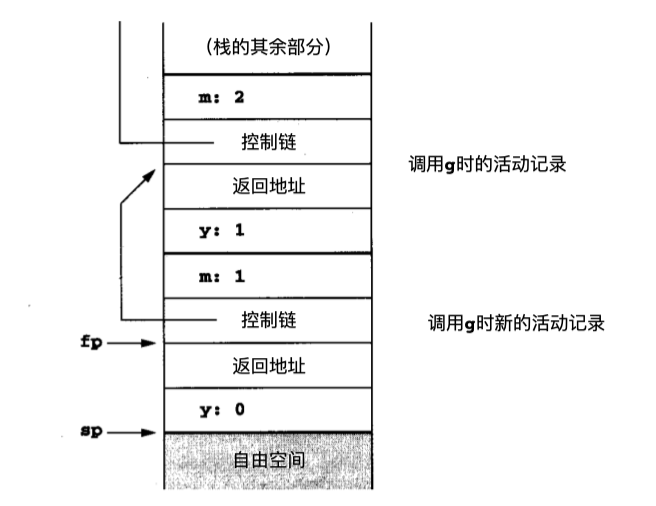 （栈的其余部分）
m: 2
控制链
调用g时的活动记录
返回地址
y: 1
m: 1
控制链
调用g时新的活动记录
fp
返回地址
y: 0
sp
自由空间